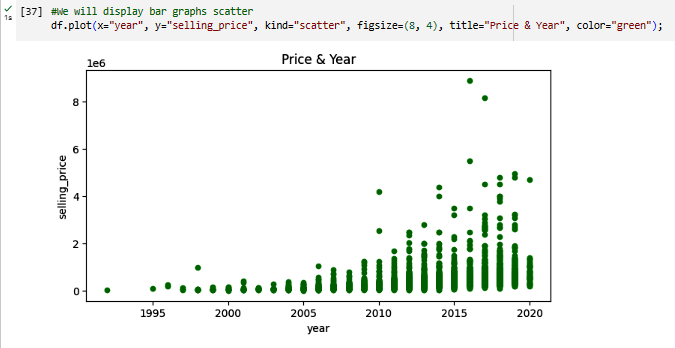 [37] #We will display bar graphs scatter
1s
df.plot(x="year", y="selling_price", kind="scatter", figsize=(8, 4), title="Price & Year", color="green");
Price & Year
1e6
8
6
4
2
0
selling_price
1995 2000 2005 2010 2015 2020
year